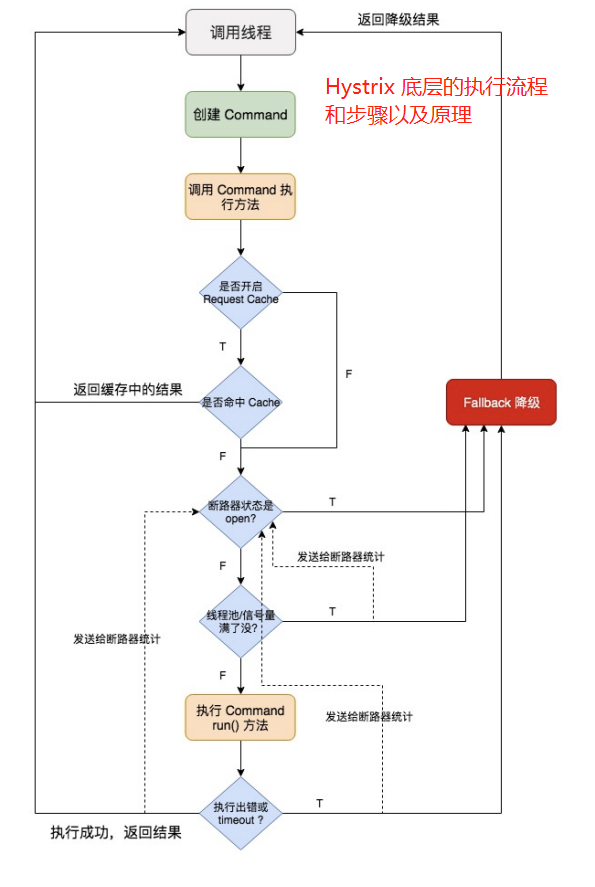 返回降级结果
调用线程
Hystrix 底层的执行流程
和步骤以及原理
创建 Command
调用 Command 执
行方法
是否开启
Request Cache
T
F
返回缓存中的结果
是否命中 Cache
Fallback 降级
F
断路器状态是
open?
T
发送给断路器统计
F
线程池/信号量
满了没?
T
发送给断路器统计
F
执行 Command
run() 方法
发送给断路器统计
执行出错或
timeout ?
T
执行成功，返回结果